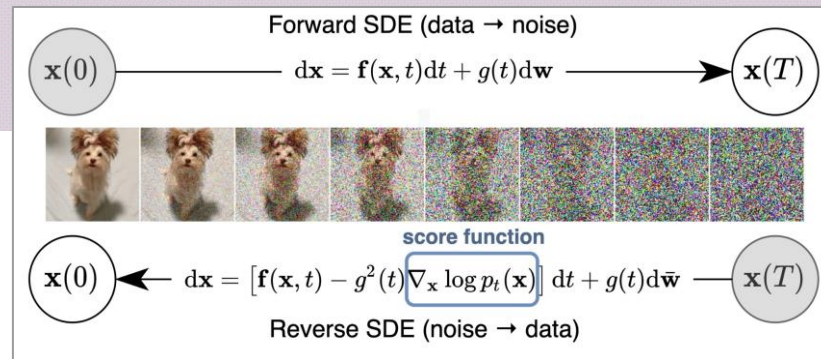 Forward SDE (data → noise)
x(0) dx = f(x, t)dt + g(t)dw x(T)
score function
x(0) dx = [f(x, t) − g²(t)∇ₓ log pₜ(x)] dt + g(t)dw̄ x(T)
Reverse SDE (noise → data)